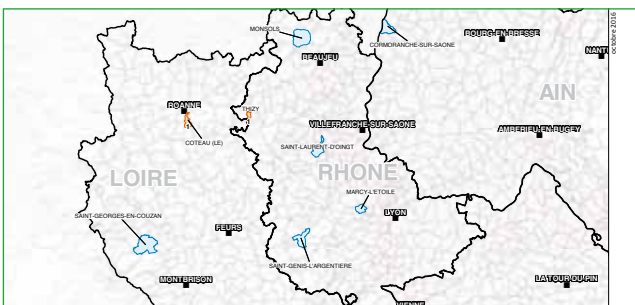 MONSOLS
CORMORANCHE-SUR-SAONE
BOURG-EN-BRESSE
octobre 2016
BEAUJEU
NANT
AIN
ROANNE
THIZY
COTEAU (LE)
VILLEFRANCHE-SUR-SAONE
AMBERIEU-EN-BUGEY
SAINT-LAURENT-D'OINGT
RHONE
LOIRE
MARCY-L'ETOILE
SAINT-GEORGES-EN-COUZAN
LYON
FEURS
SAINT-GENIS-L'ARGENTIERE
MONTBRISON
LA TOUR DU PIN
VIENNE